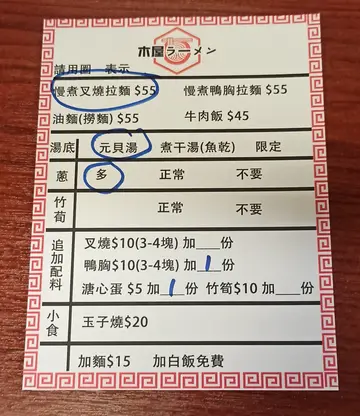 木屋ラーメン
請用圈 表示
慢煮叉燒拉麵 $55 慢煮鴨胸拉麵 $55
油麵(撈麵) $55 牛肉飯 $45
湯底 元貝湯 煮干湯(魚乾) 限定
蔥 多 正常 不要
竹荀 正常 不要
追加配料 叉燒$10(3-4塊) 加___份
鴨胸$10(3-4塊) 加 1 份
溏心蛋 $5 加 1 份 竹筍$10 加___份
小食 玉子燒$20
加麵$15 加白飯免費